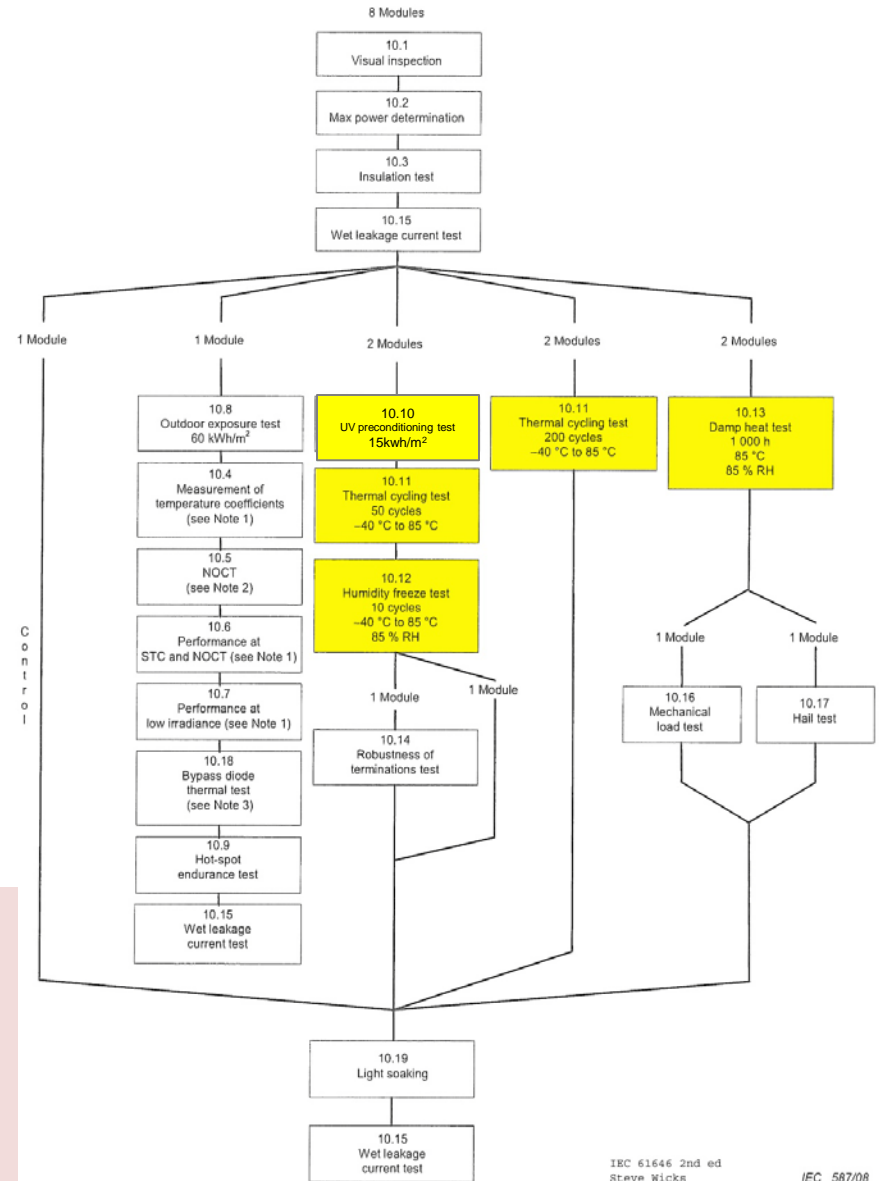 8 Modules
10.1
Visual inspection
10.2
Max power determination
10.3
Insulation test
10.15
Wet leakage current test
1 Module
1 Module
2 Modules
2 Modules
2 Modules
Control
10.8
Outdoor exposure test
60 kWh/m²
10.4
Measurement of
temperature coefficients
(see Note 1)
10.5
NOCT
(see Note 2)
10.6
Performance at
STC and NOCT (see Note 1)
10.7
Performance at
low irradiance (see Note 1)
10.18
Bypass diode
thermal test
(see Note 3)
10.9
Hot-spot
endurance test
10.15
Wet leakage
current test
10.10
UV preconditioning test
15kwh/m²
10.11
Thermal cycling test
50 cycles
–40 °C to 85 °C
10.12
Humidity freeze test
10 cycles
–40 °C to 85 °C
85 % RH
1 Module
1 Module
10.14
Robustness of
terminations test
10.11
Thermal cycling test
200 cycles
–40 °C to 85 °C
10.13
Damp heat test
1 000 h
85 °C
85 % RH
1 Module
1 Module
10.16
Mechanical
load test
10.17
Hail test
10.19
Light soaking
10.15
Wet leakage
current test
IEC 61646 2nd ed
Steve Wicks
IEC 587/08